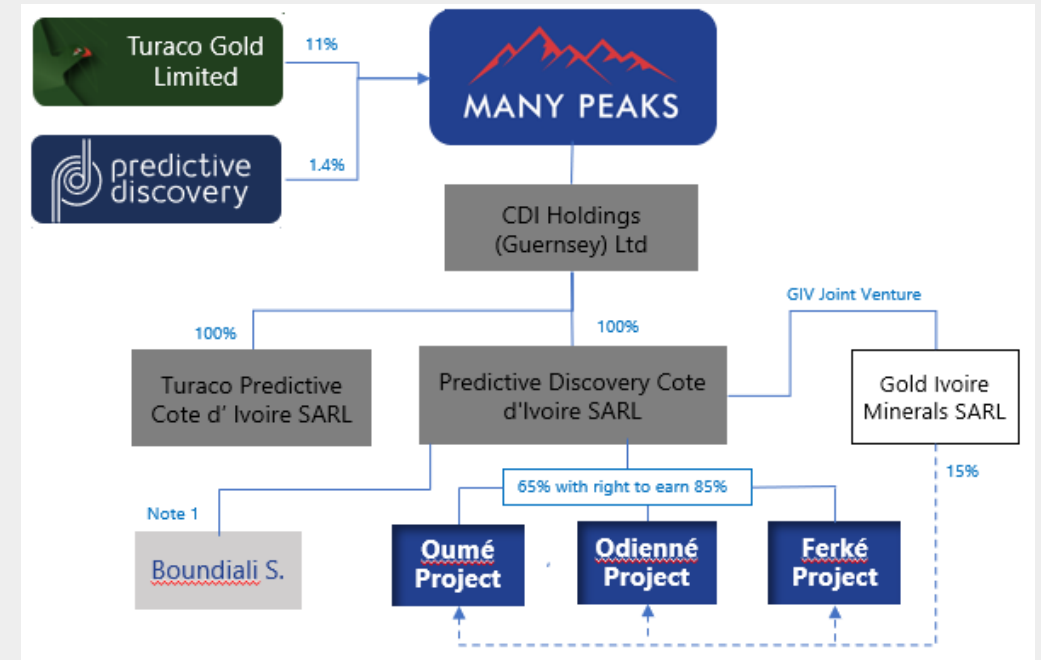 Turaco Gold
Limited
11%
MANY PEAKS
predictive
discovery
1.4%
CDI Holdings
(Guernsey) Ltd
GIV Joint Venture
100%
100%
Turaco Predictive
Cote d’ Ivoire SARL
Predictive Discovery Cote
d'Ivoire SARL
Gold Ivoire
Minerals SARL
15%
65% with right to earn 85%
Note 1
Boundiali S.
Oumé
Project
Odienné
Project
Ferké
Project